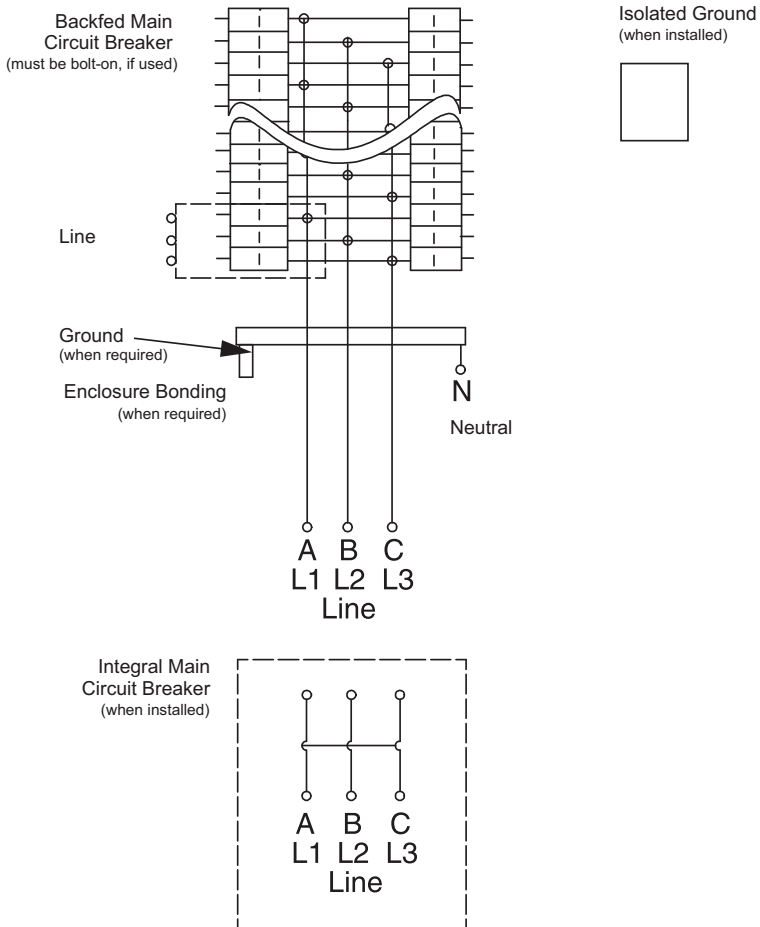 Backfed Main
Circuit Breaker
(must be bolt-on, if used)
Isolated Ground
(when installed)
Line
Ground
(when required)
Enclosure Bonding
(when required)
N
Neutral
A B C
L1 L2 L3
Line
Integral Main
Circuit Breaker
(when installed)
A B C
L1 L2 L3
Line